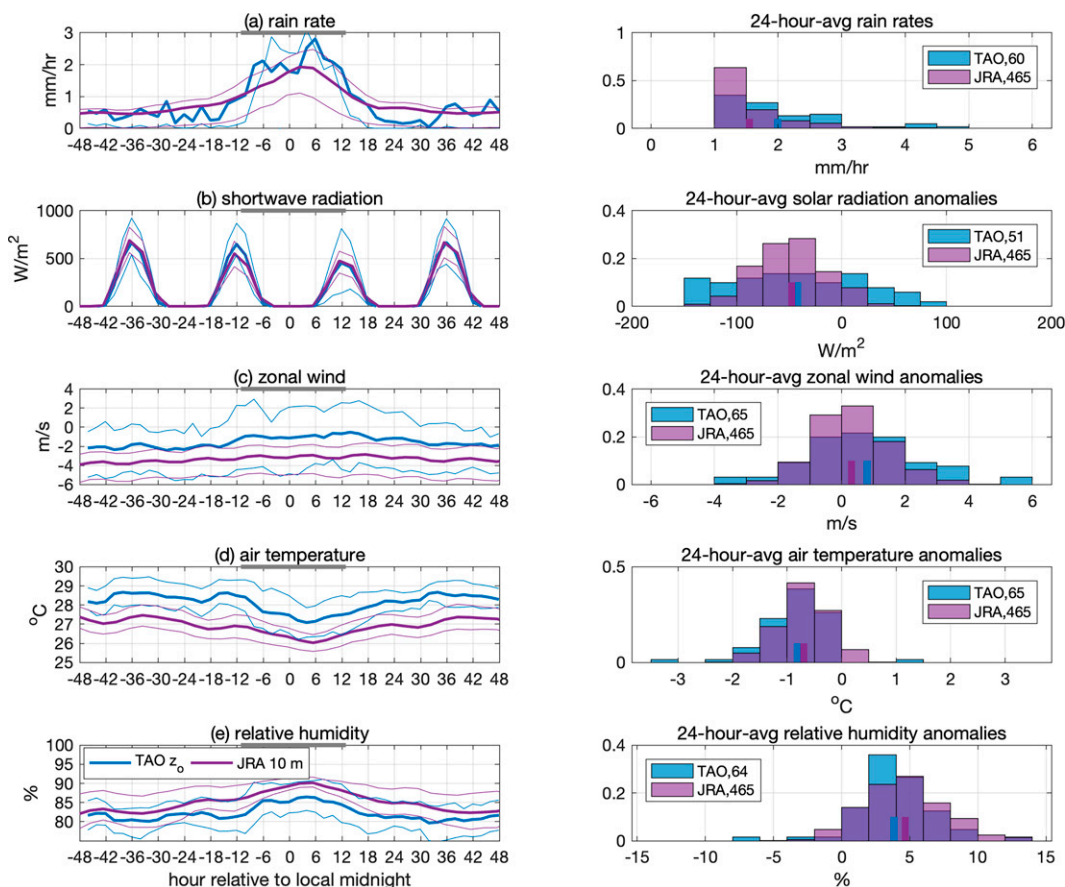 (a) rain rate
24-hour-avg rain rates
3
2
1
0
mm/hr
-48-42-36-30-24-18-12 -6 0 6 12 18 24 30 36 42 48
1
0.5
0
TAO,60
JRA,465
0 1 2 3 4 5 6
mm/hr
(b) shortwave radiation
24-hour-avg solar radiation anomalies
1000
500
0
W/m2
-48-42-36-30-24-18-12 -6 0 6 12 18 24 30 36 42 48
0.4
0.2
0
TAO,51
JRA,465
-200 -100 0 100 200
W/m2
(c) zonal wind
24-hour-avg zonal wind anomalies
4
2
0
-2
-4
-6
m/s
-48-42-36-30-24-18-12 -6 0 6 12 18 24 30 36 42 48
0.4
0.2
0
TAO,65
JRA,465
-6 -4 -2 0 2 4 6
m/s
(d) air temperature
24-hour-avg air temperature anomalies
30
29
28
27
26
25
oC
-48-42-36-30-24-18-12 -6 0 6 12 18 24 30 36 42 48
0.5
0
TAO,65
JRA,465
-3 -2 -1 0 1 2 3
oC
(e) relative humidity
24-hour-avg relative humidity anomalies
100
95
90
85
80
%
TAO zo JRA 10 m
-48-42-36-30-24-18-12 -6 0 6 12 18 24 30 36 42 48
hour relative to local midnight
0.4
0.2
0
TAO,64
JRA,465
-15 -10 -5 0 5 10 15
%